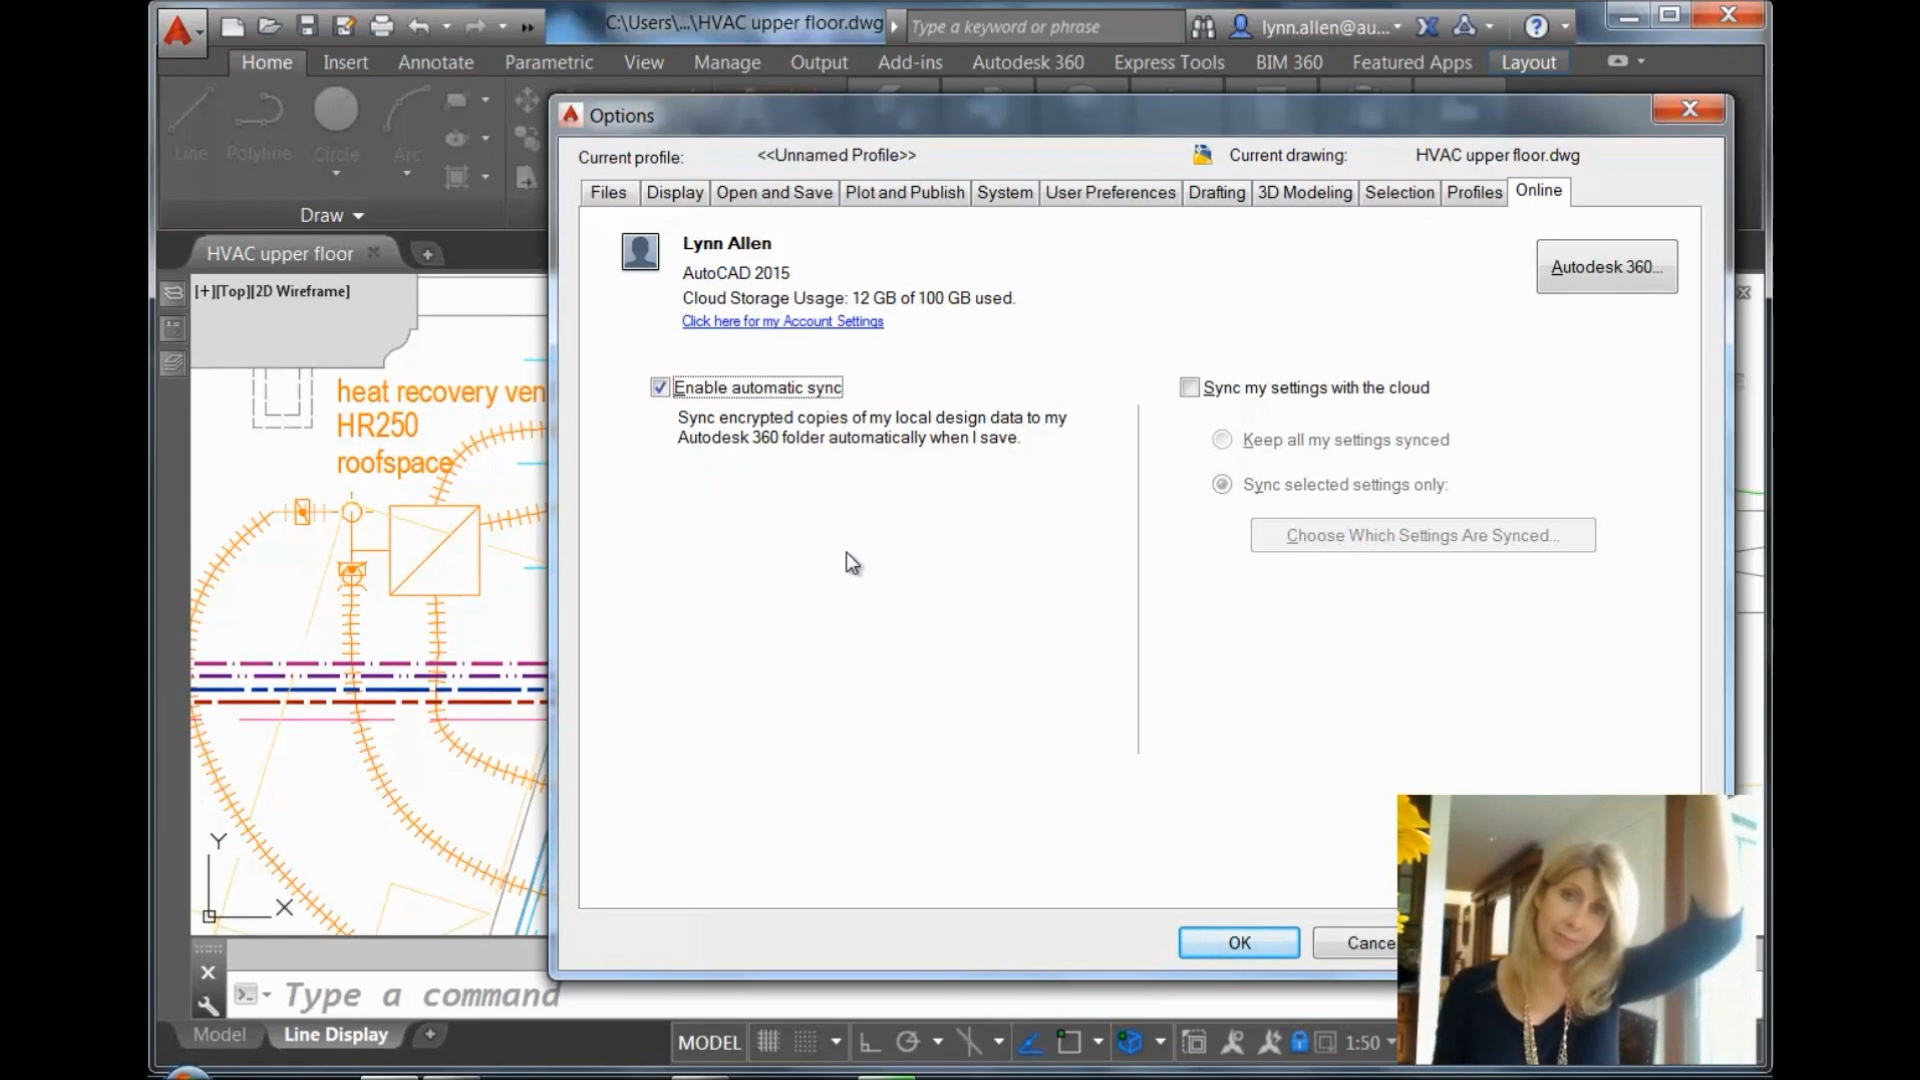 C:\Users\...\HVAC upper floor.dwg
Type a keyword or phrase
lynn.allen@au...
Home Insert Annotate Parametric View Manage Output Add-ins Autodesk 360 Express Tools BIM 360 Featured Apps Layout
Line Polyline Circle Arc
Draw
HVAC upper floor
[+][Top][2D Wireframe]
heat recovery ven
HR250
roofspace
Y
X
Options
Current profile: <<Unnamed Profile>> Current drawing: HVAC upper floor.dwg
Files Display Open and Save Plot and Publish System User Preferences Drafting 3D Modeling Selection Profiles Online
Lynn Allen
AutoCAD 2015
Cloud Storage Usage: 12 GB of 100 GB used.
Click here for my Account Settings
Autodesk 360...
Enable automatic sync
Sync encrypted copies of my local design data to my
Autodesk 360 folder automatically when I save.
Sync my settings with the cloud
Keep all my settings synced
Sync selected settings only:
Choose Which Settings Are Synced...
OK Cance
Type a command
Model Line Display
MODEL 1:50